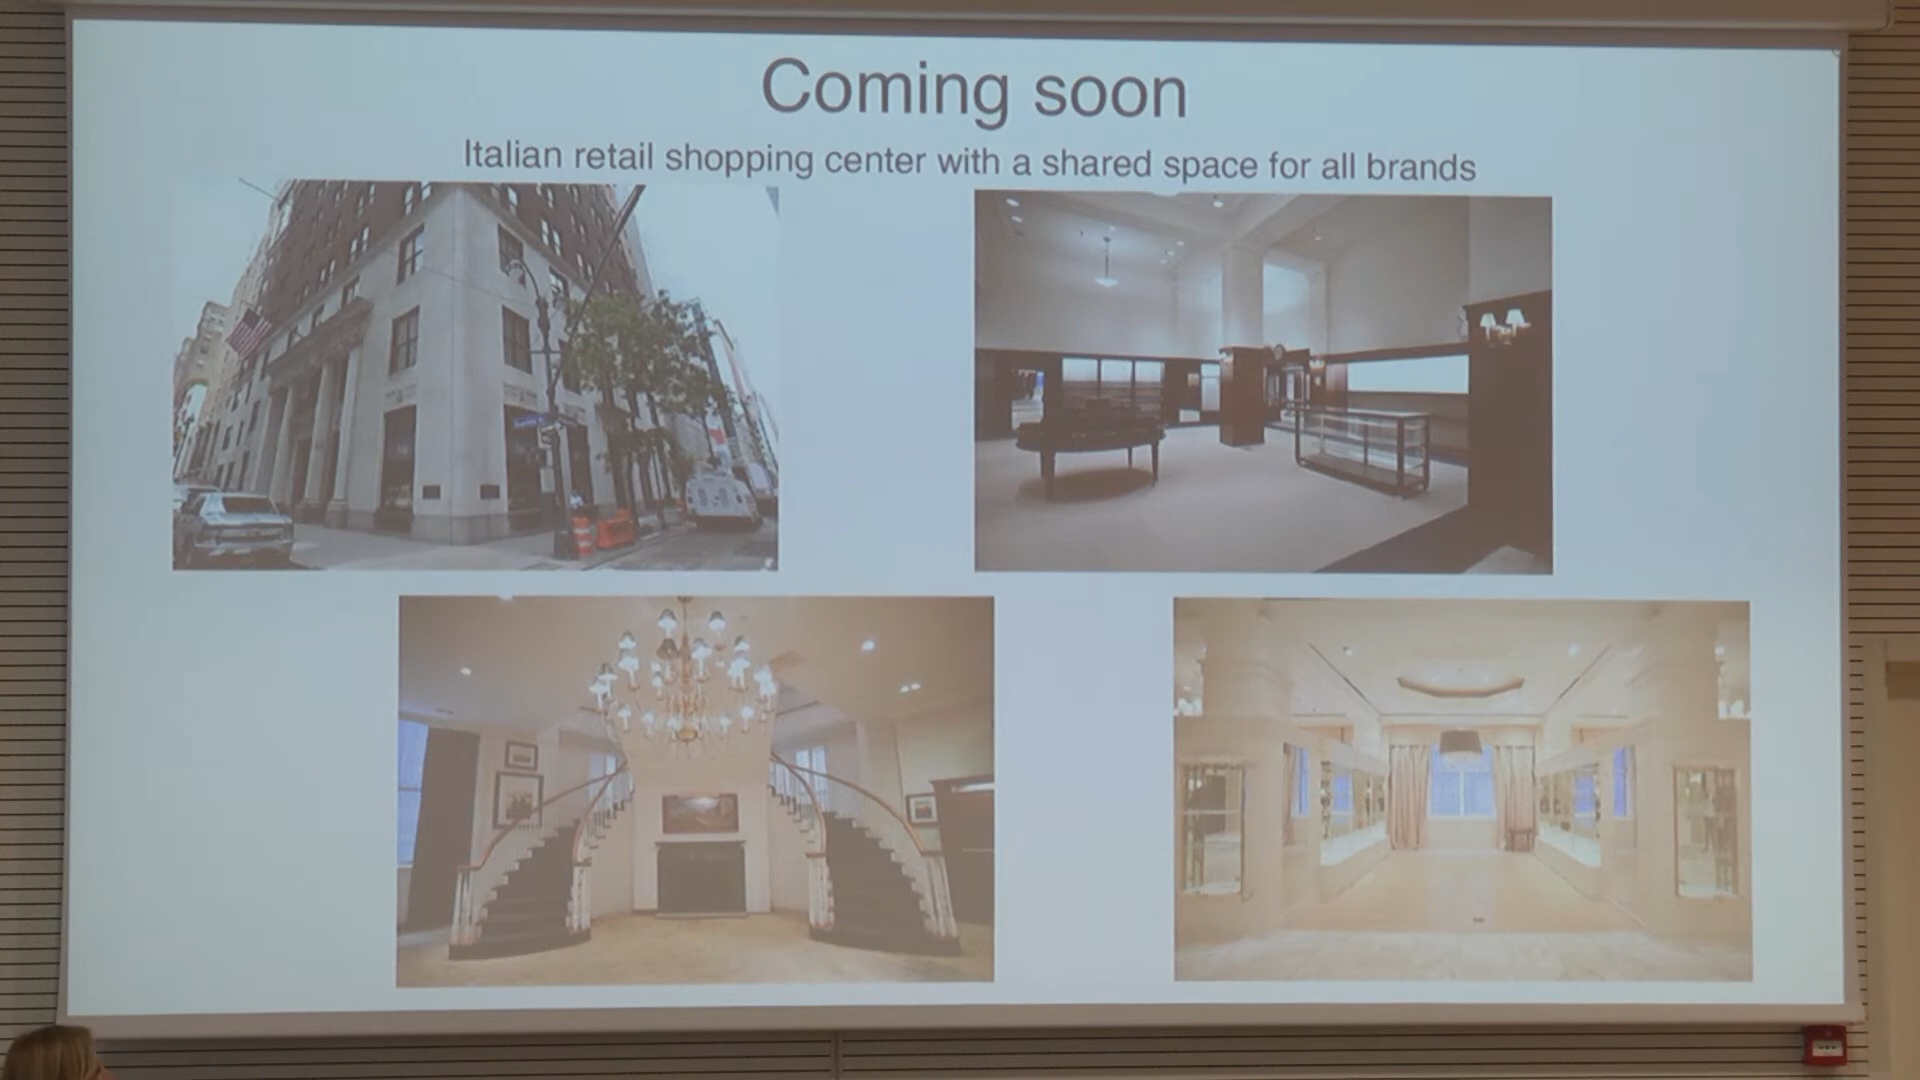 Coming soon
Italian retail shopping center with a shared space for all brands